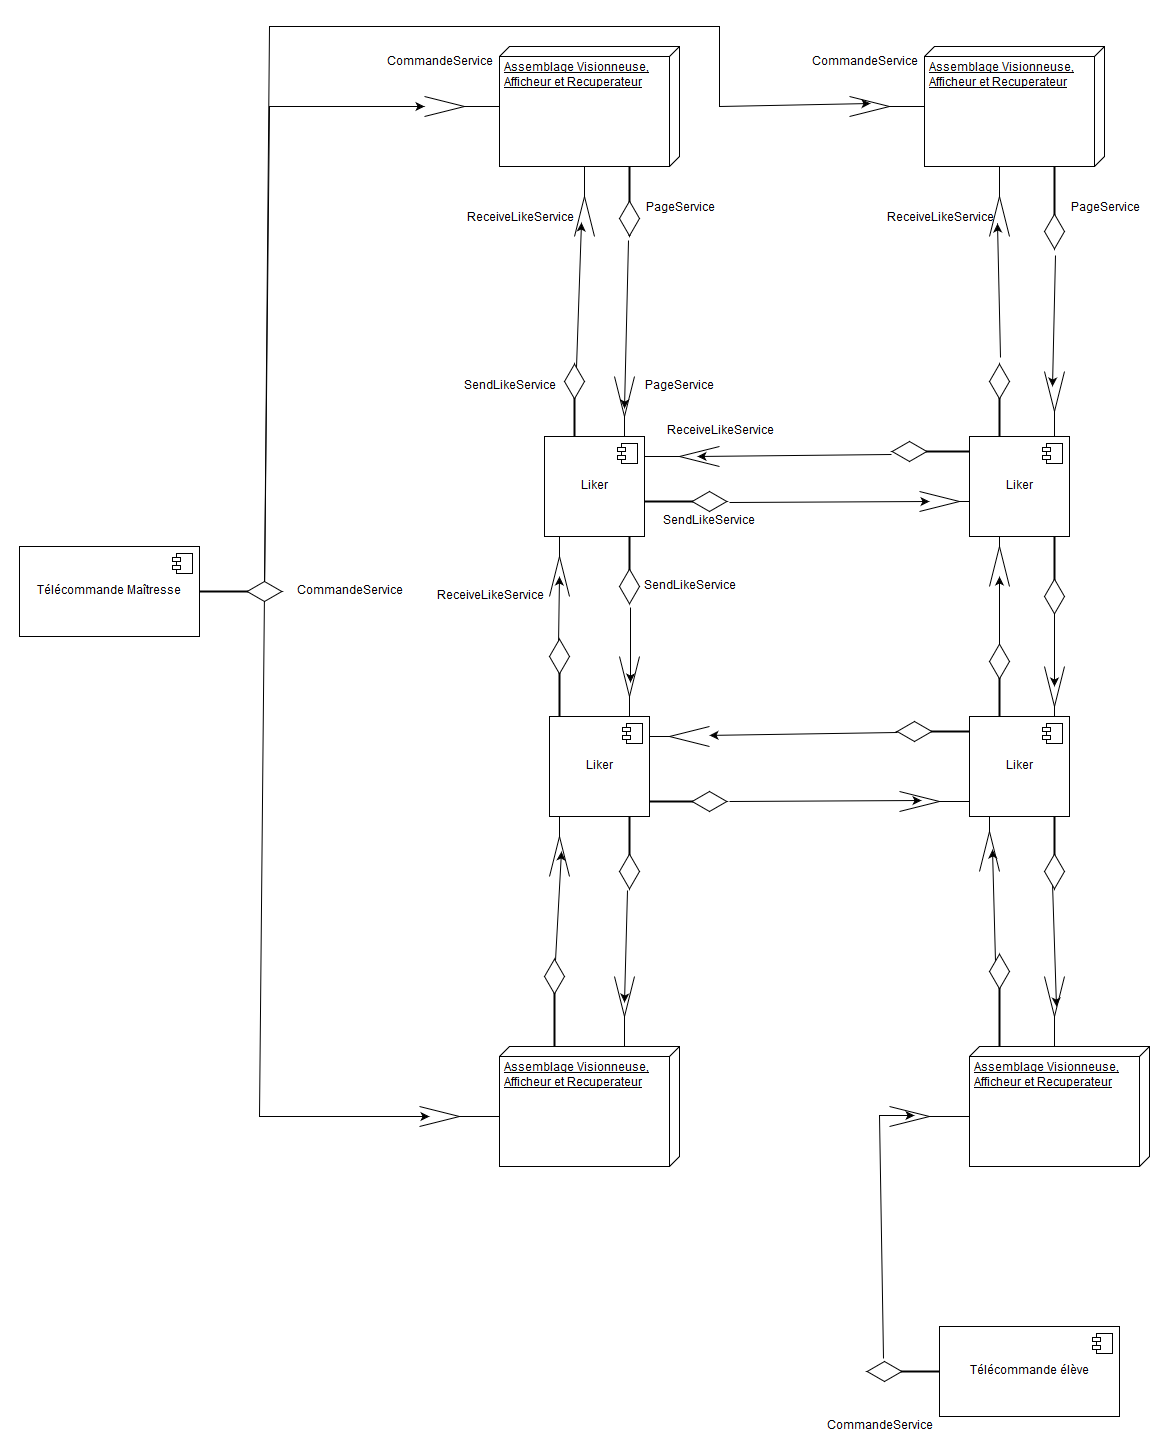 CommandeService
Assemblage Visionneuse,
Afficheur et Recuperateur
CommandeService
Assemblage Visionneuse,
Afficheur et Recuperateur
ReceiveLikeService
PageService
ReceiveLikeService
PageService
SendLikeService
PageService
ReceiveLikeService
Liker
Liker
SendLikeService
Télécommande Maîtresse
CommandeService
ReceiveLikeService
SendLikeService
Liker
Liker
Assemblage Visionneuse,
Afficheur et Recuperateur
Assemblage Visionneuse,
Afficheur et Recuperateur
Télécommande élève
CommandeService